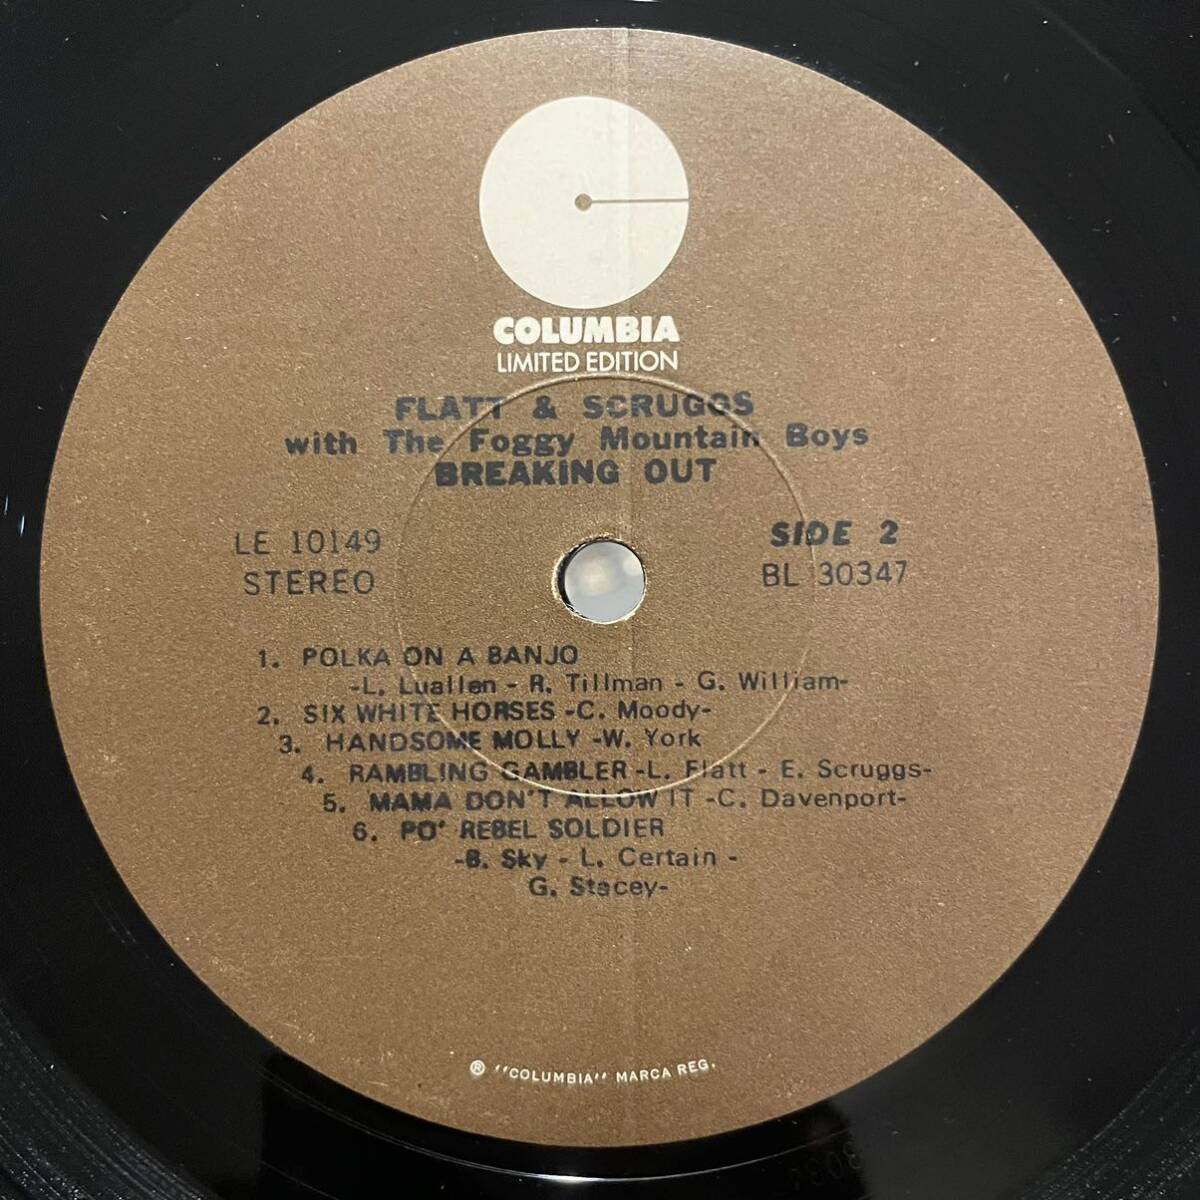 COLUMBIA
LIMITED EDITION
FLATT & SCRUGGS
with The Foggy Mountain Boys
BREAKING OUT
LE 10149
STEREO
SIDE 2
BL 30347
1. POLKA ON A BANJO
-L. Luallen - R. Tillman - G. William-
2. SIX WHITE HORSES -C. Moody-
3. HANDSOME MOLLY -W. York
4. RAMBLING GAMBLER -L. Flatt - E. Scruggs-
5. MAMA DON'T ALLOW IT -C. Davenport-
6. PO' REBEL SOLDIER
-B. Sky - L. Certain -
G. Stacey-
® "COLUMBIA" MARCA REG.